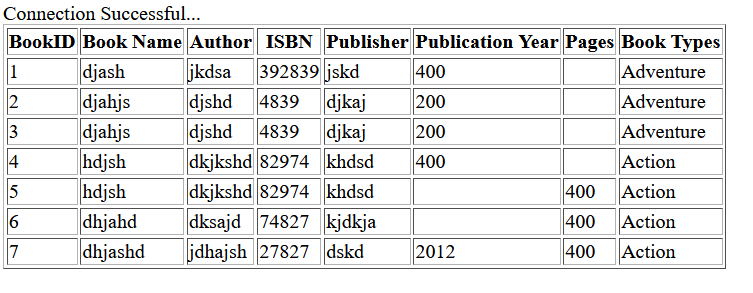 Connection Successful...
BookID Book Name Author ISBN Publisher Publication Year Pages Book Types
1 djash jkdsa 392839 jskd 400 Adventure
2 djahjs djshd 4839 djkaj 200 Adventure
3 djahjs djshd 4839 djkaj 200 Adventure
4 hdjsh dkjkshd 82974 khdsd 400 Action
5 hdjsh dkjkshd 82974 khdsd 400 Action
6 dhjahd dksajd 74827 kjdkja 400 Action
7 dhjashd jdhajsh 27827 dskd 2012 400 Action